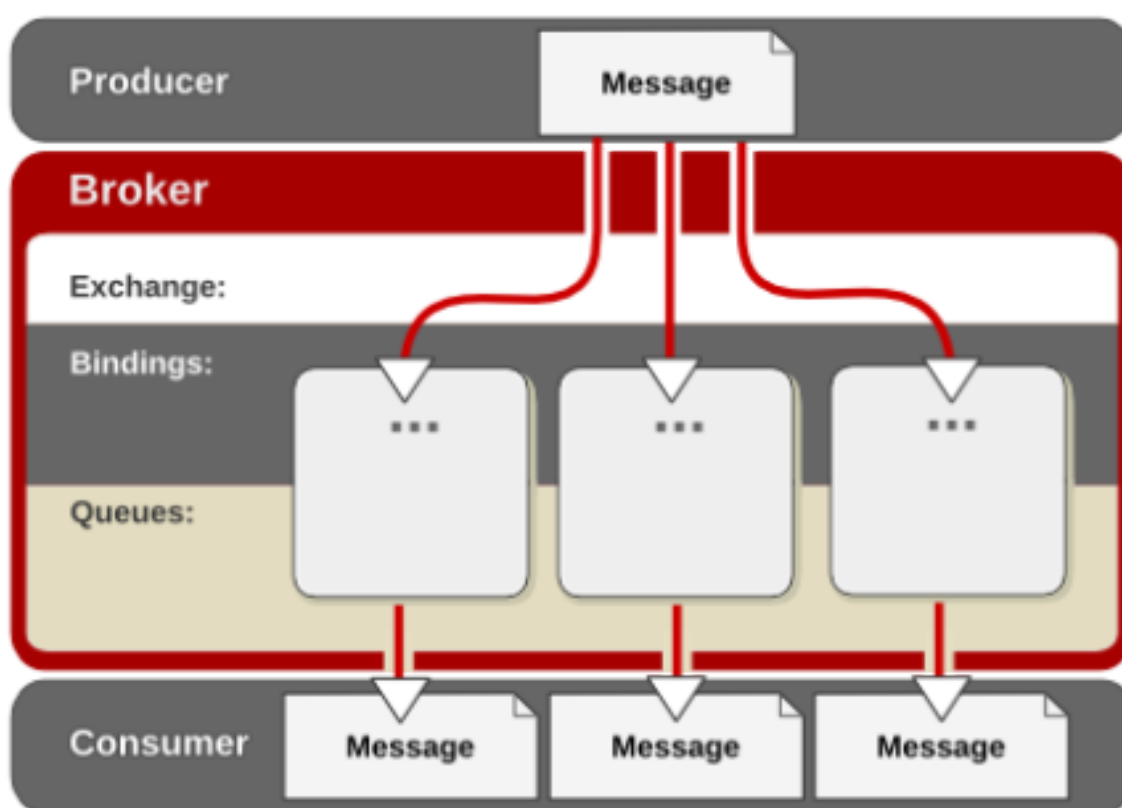 Producer
Message
Broker
Exchange:
Bindings:
...
...
...
Queues:
Consumer
Message
Message
Message